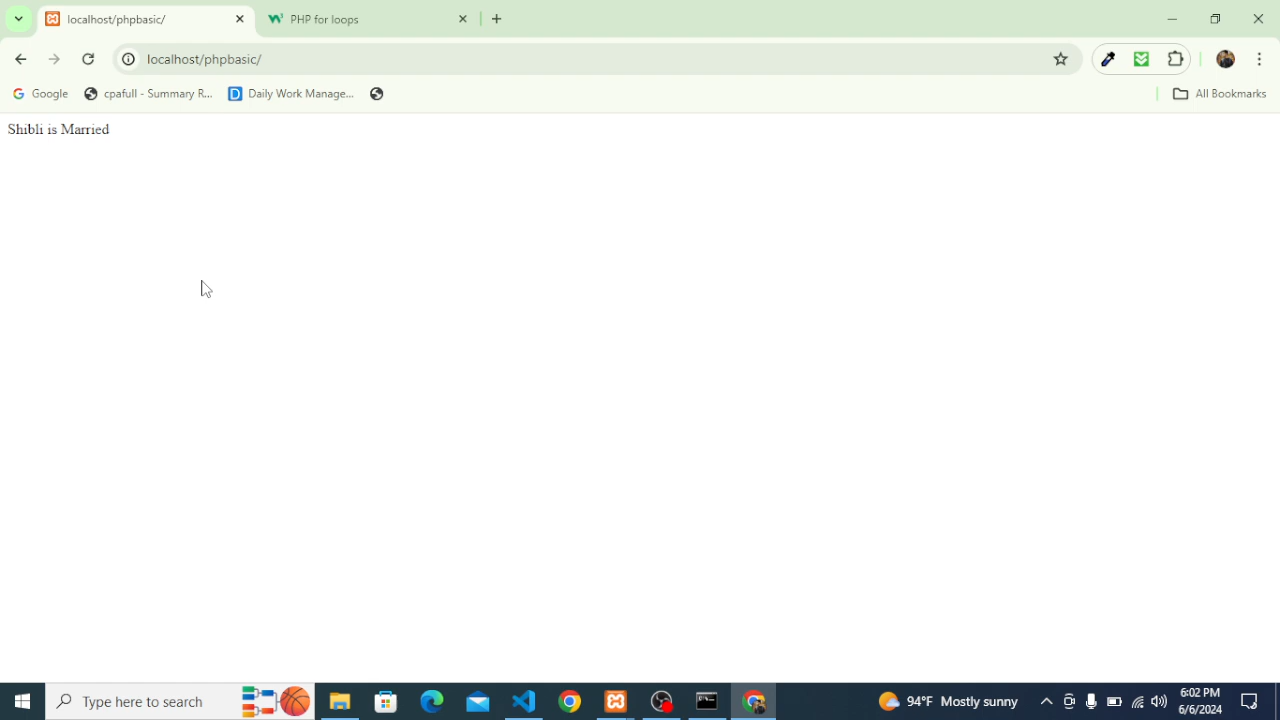 localhost/phpbasic/
PHP for loops
localhost/phpbasic/
Google
cpafull - Summary R...
Daily Work Manage...
All Bookmarks
Shibli is Married
Type here to search
94°F Mostly sunny
6:02 PM
6/6/2024